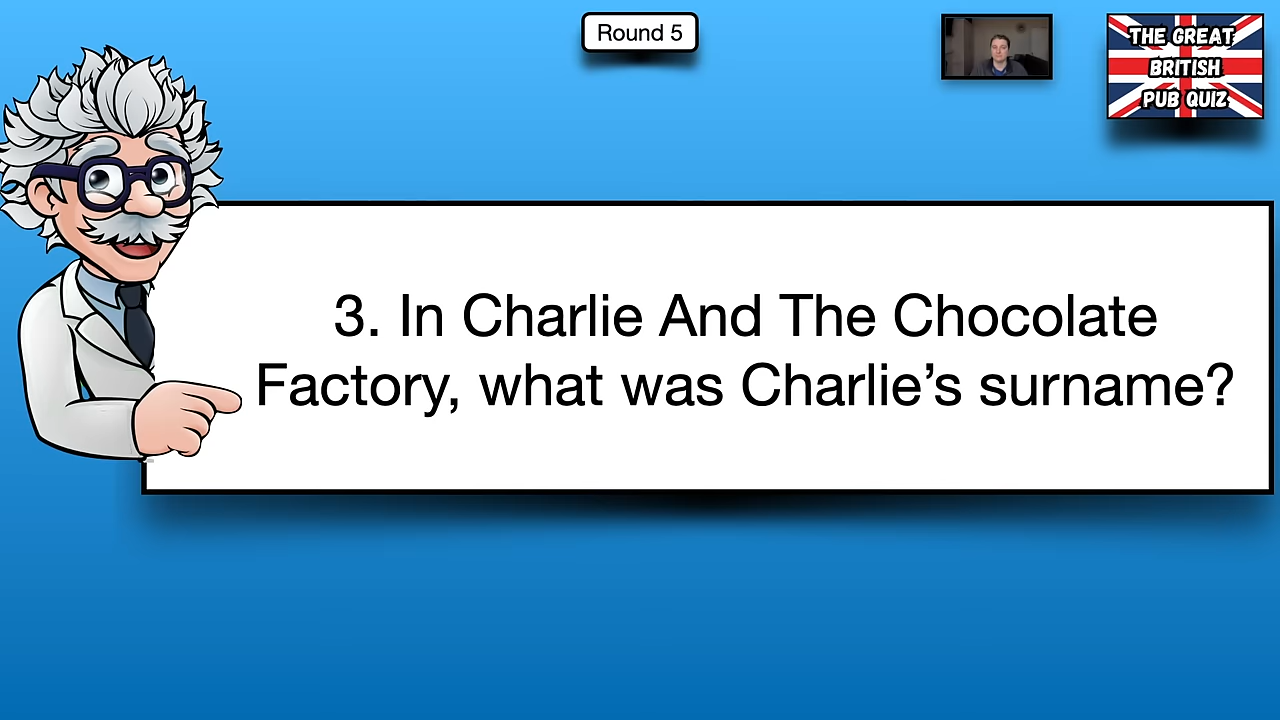 Round 5
THE GREAT
BRITISH
PUB QUIZ
3. In Charlie And The Chocolate
Factory, what was Charlie’s surname?